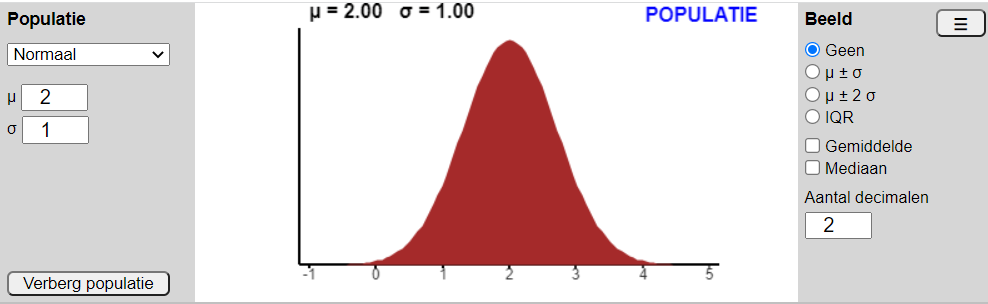 Populatie
Normaal
μ 2
σ 1
Verberg populatie
μ = 2.00 σ = 1.00
POPULATIE
-1 0 1 2 3 4 5
Beeld
☰
Geen
μ ± σ
μ ± 2 σ
IQR
Gemiddelde
Mediaan
Aantal decimalen
2